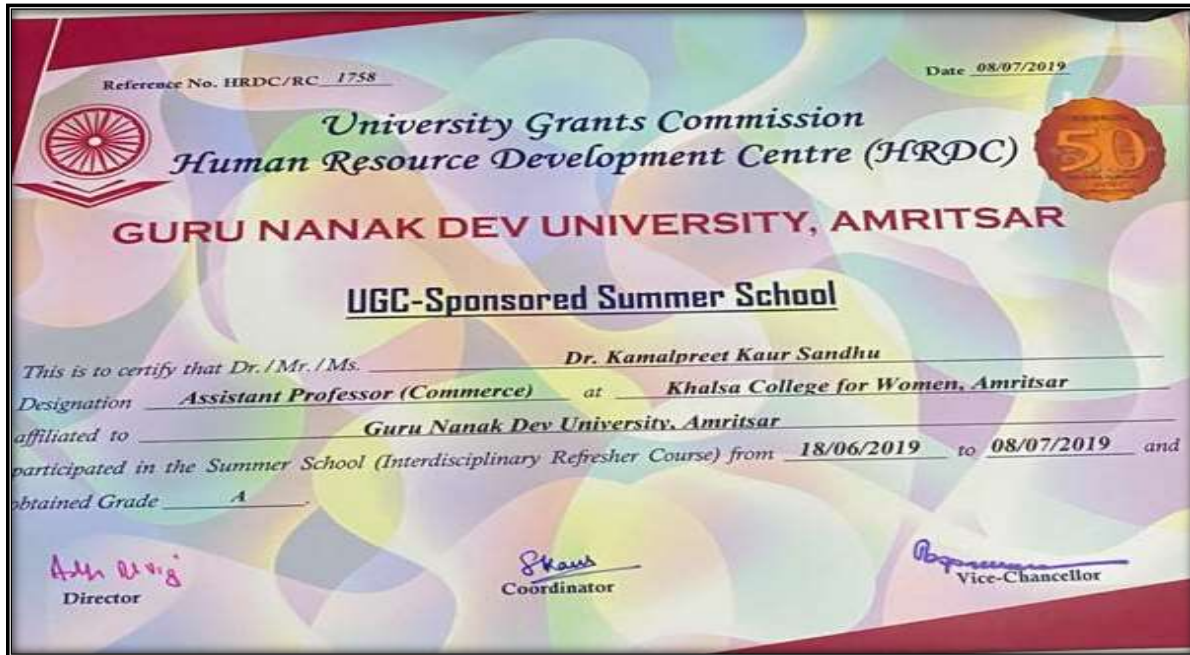 Reference No. HRDC/RC 1758
Date 08/07/2019
University Grants Commission
Human Resource Development Centre (HRDC)
50
GURU NANAK DEV UNIVERSITY, AMRITSAR
UGC-Sponsored Summer School
This is to certify that Dr./Mr./Ms. Dr. Kamalpreet Kaur Sandhu
Designation Assistant Professor (Commerce) at Khalsa College for Women, Amritsar
affiliated to Guru Nanak Dev University, Amritsar
participated in the Summer School (Interdisciplinary Refresher Course) from 18/06/2019 to 08/07/2019 and
obtained Grade A.
Director
Coordinator
Vice-Chancellor